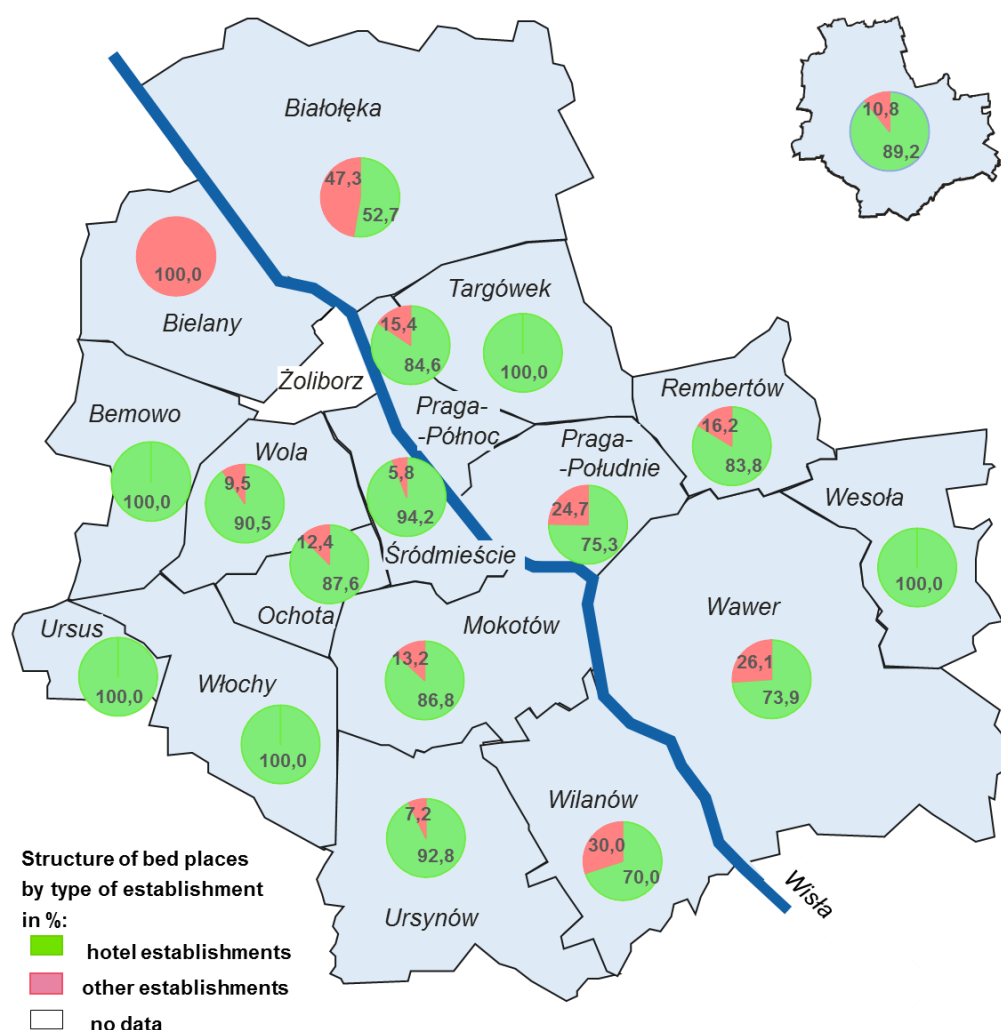 Białołęka
10,8
89,2
47,3
52,7
100,0
Bielany
Targówek
15,4
84,6
100,0
Żoliborz
Rembertów
Bemowo
Praga-
-Północ
16,2
83,8
Wola
Praga-
-Południe
100,0
9,5
90,5
5,8
94,2
24,7
75,3
Wesoła
12,4
87,6
Śródmieście
100,0
Ochota
Wawer
Ursus
Mokotów
100,0
Włochy
13,2
86,8
26,1
73,9
100,0
Wilanów
7,2
92,8
30,0
70,0
Wisła
Ursynów
Structure of bed places
by type of establishment
in %:
hotel establishments
other establishments
no data